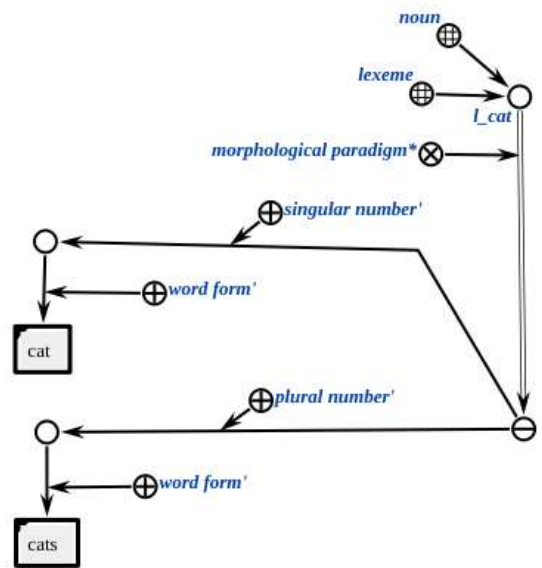 noun
lexeme
l_cat
morphological paradigm*
singular number'
word form'
cat
plural number'
word form'
cats